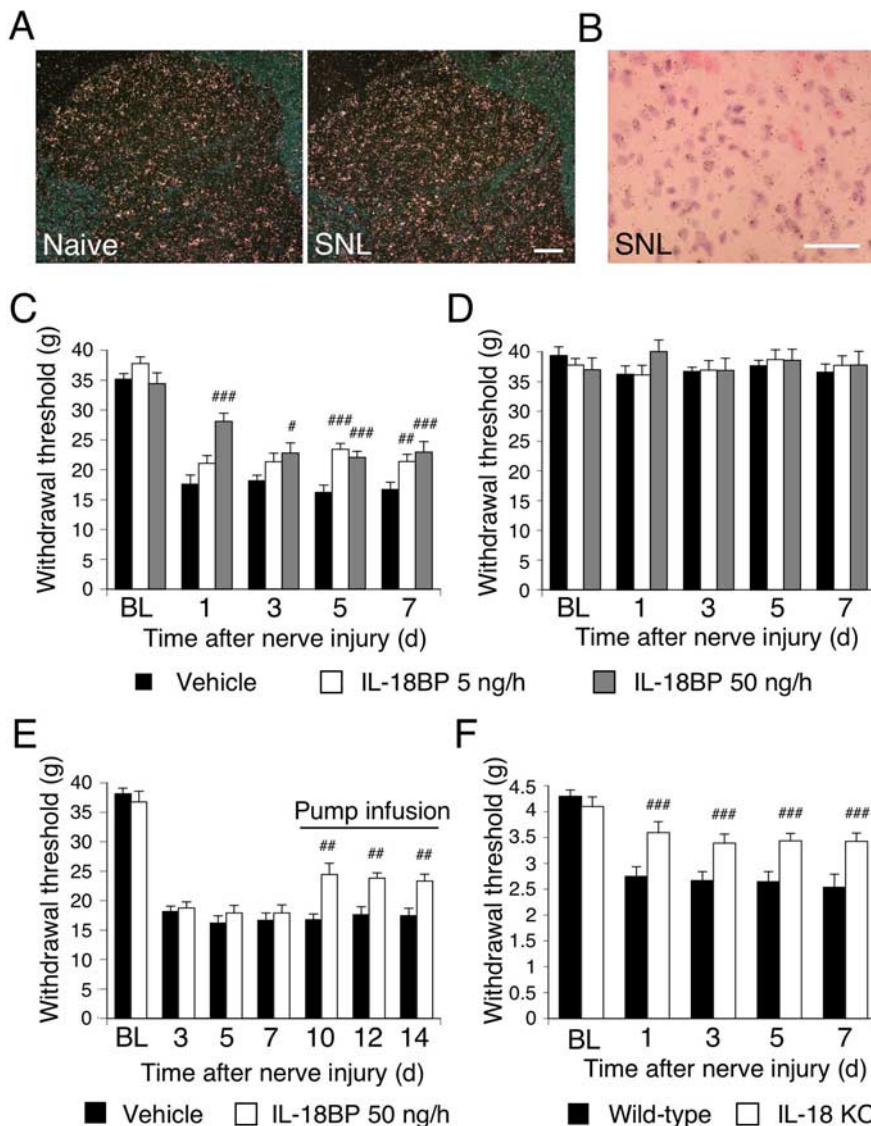 A
B
Naive
SNL
SNL
C
D
Withdrawal threshold (g)
40
35
30
25
20
15
10
5
0
###
#
###
###
##
###
BL 1 3 5 7
Time after nerve injury (d)
Withdrawal threshold (g)
40
35
30
25
20
15
10
5
0
BL 1 3 5 7
Time after nerve injury (d)
Vehicle IL-18BP 5 ng/h IL-18BP 50 ng/h
E
F
Withdrawal threshold (g)
40
35
30
25
20
15
10
5
0
Pump infusion
## ## ##
BL 3 5 7 10 12 14
Time after nerve injury (d)
Vehicle IL-18BP 50 ng/h
Withdrawal threshold (g)
4.5
4
3.5
3
2.5
2
1.5
1
0.5
0
### ### ### ###
BL 1 3 5 7
Time after nerve injury (d)
Wild-type IL-18 KO